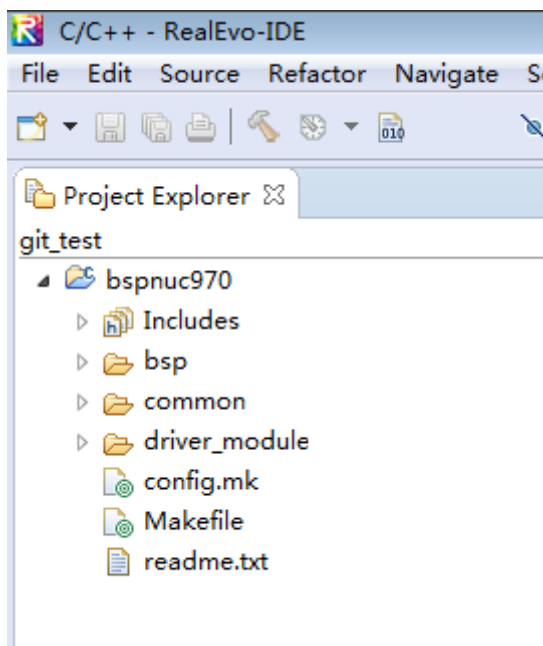 C/C++ - RealEvo-IDE
File Edit Source Refactor Navigate
010
Project Explorer
git_test
bspnuc970
Includes
bsp
common
driver_module
config.mk
Makefile
readme.txt